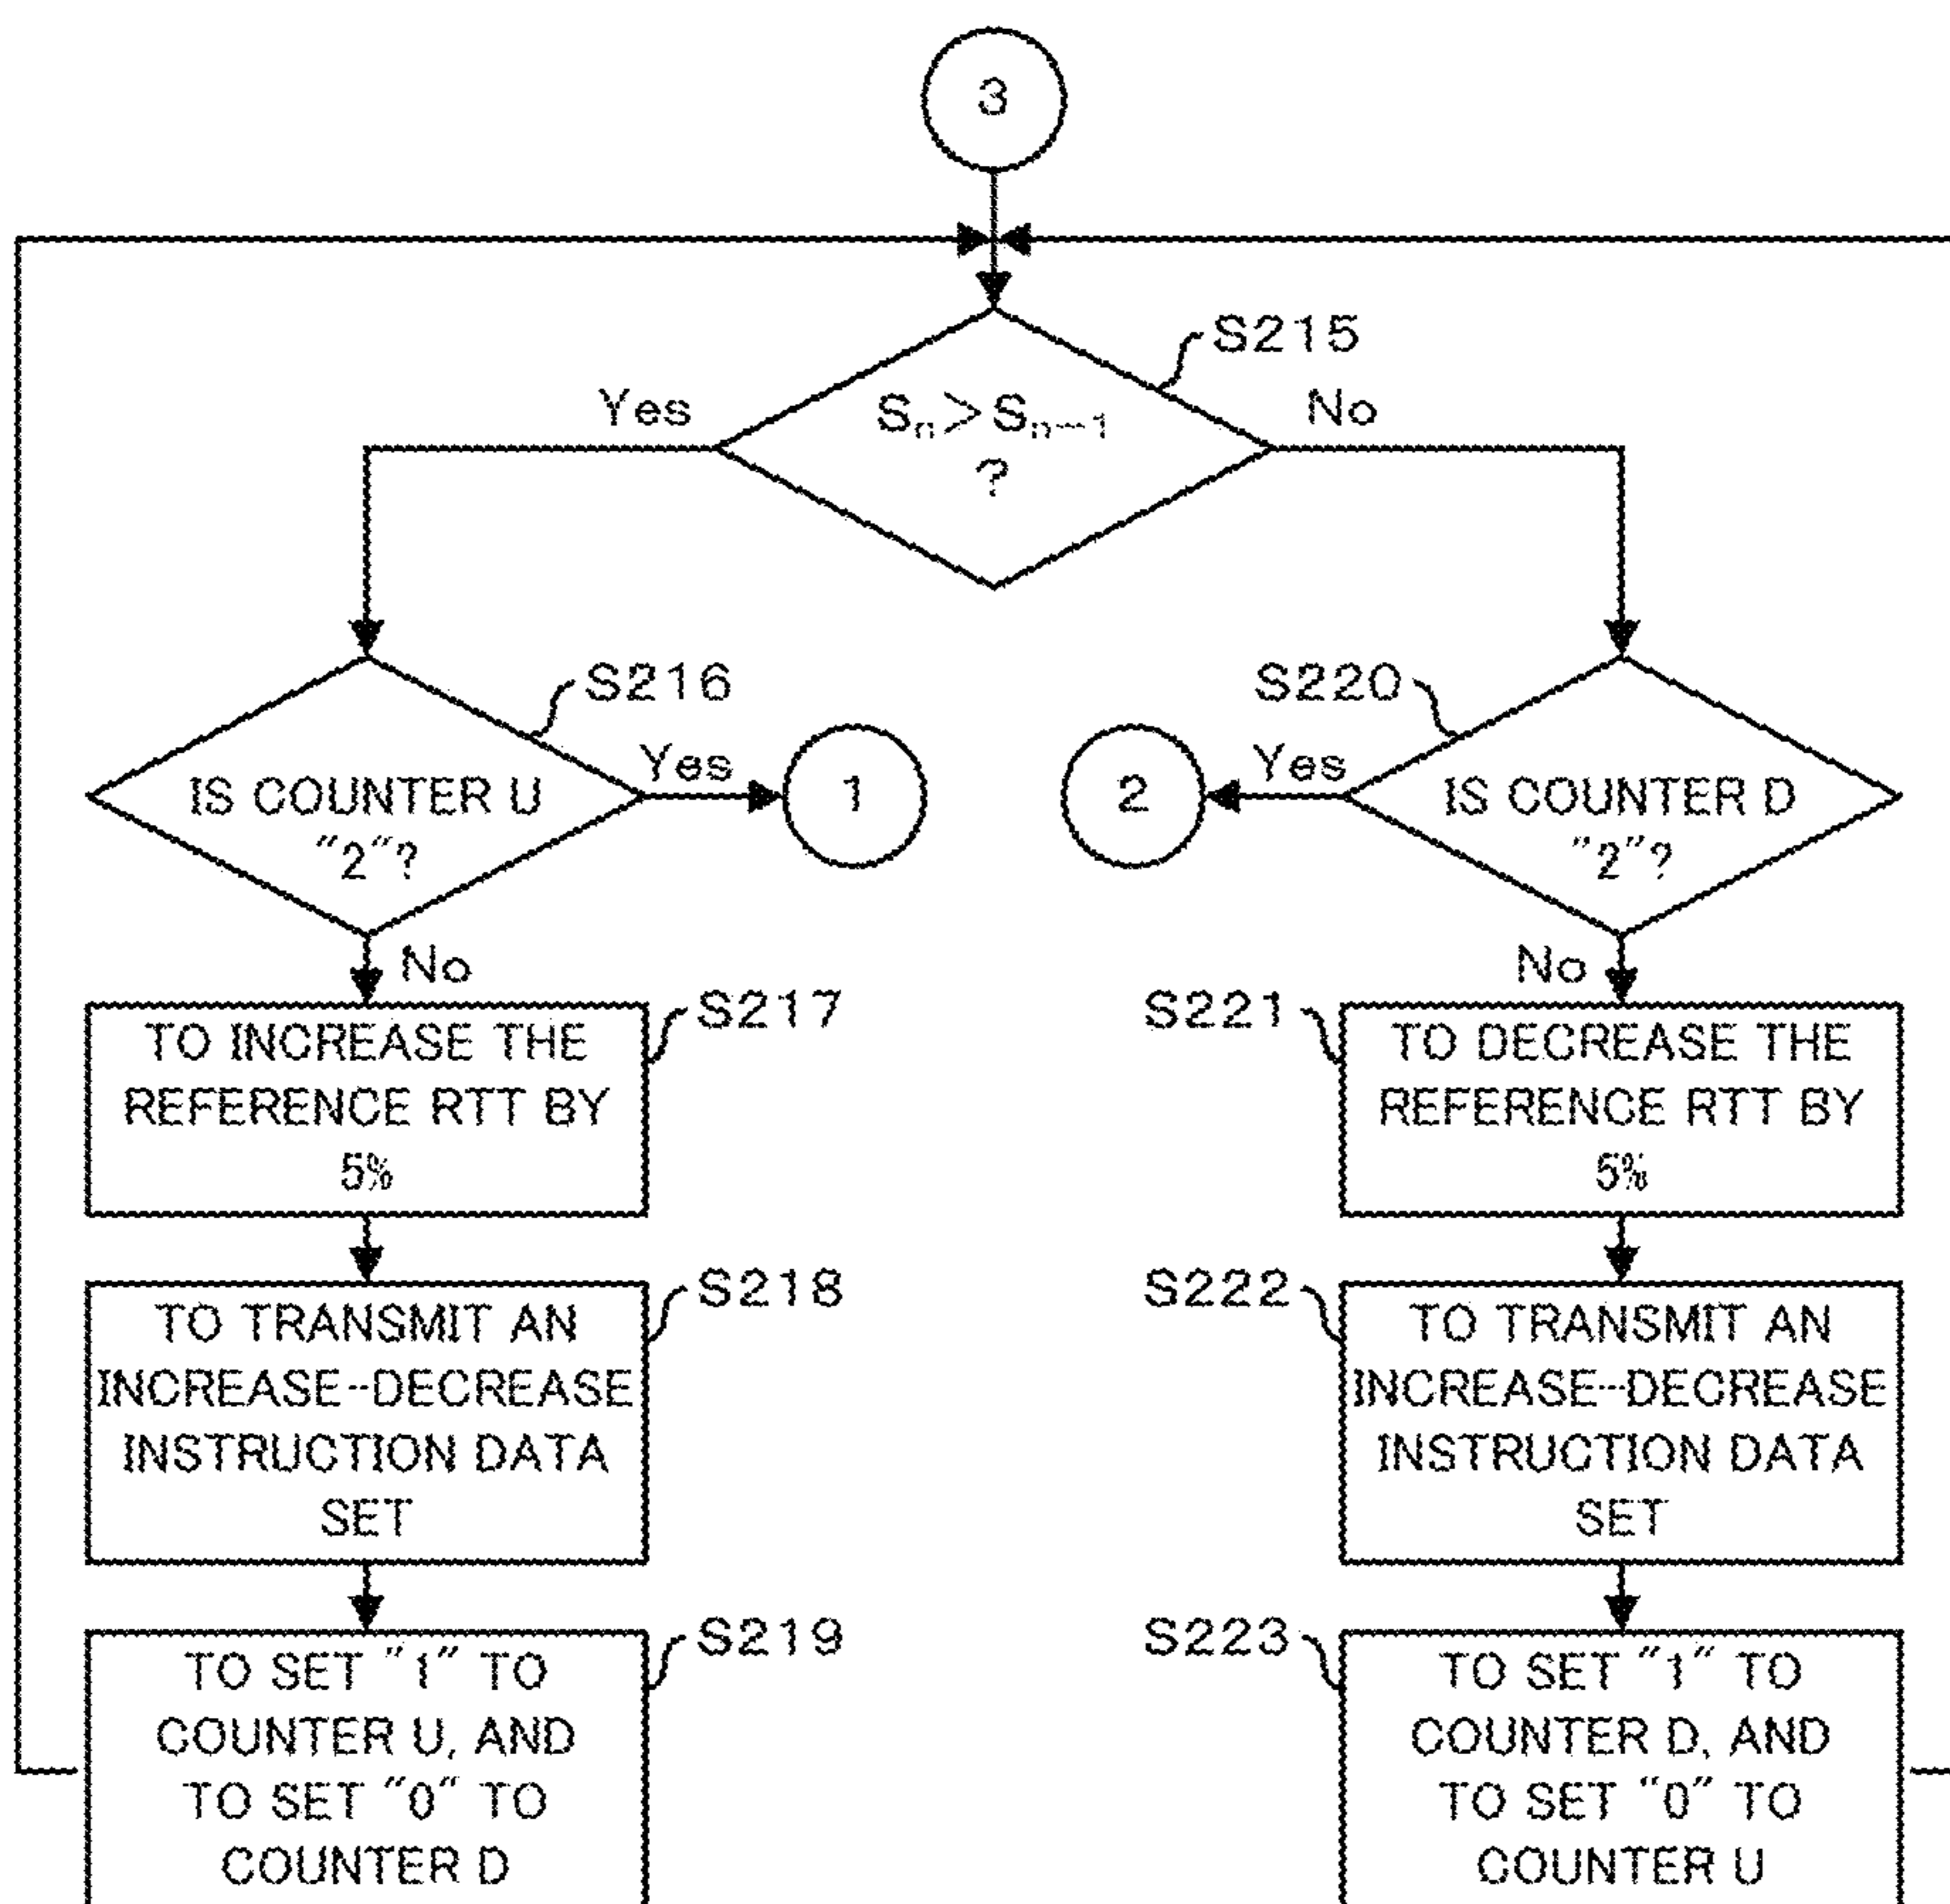 3
S215
Yes
Sₙ>Sₙ₋₁
?
No
S216
Yes
IS COUNTER U
"2"?
1
No
S220
Yes
IS COUNTER D
"2"?
2
No
S217
TO INCREASE THE
REFERENCE RTT BY
5%
S221
TO DECREASE THE
REFERENCE RTT BY
5%
S218
TO TRANSMIT AN
INCREASE-DECREASE
INSTRUCTION DATA
SET
S222
TO TRANSMIT AN
INCREASE-DECREASE
INSTRUCTION DATA
SET
S219
TO SET "1" TO
COUNTER U, AND
TO SET "0" TO
COUNTER D
S223
TO SET "1" TO
COUNTER D, AND
TO SET "0" TO
COUNTER U